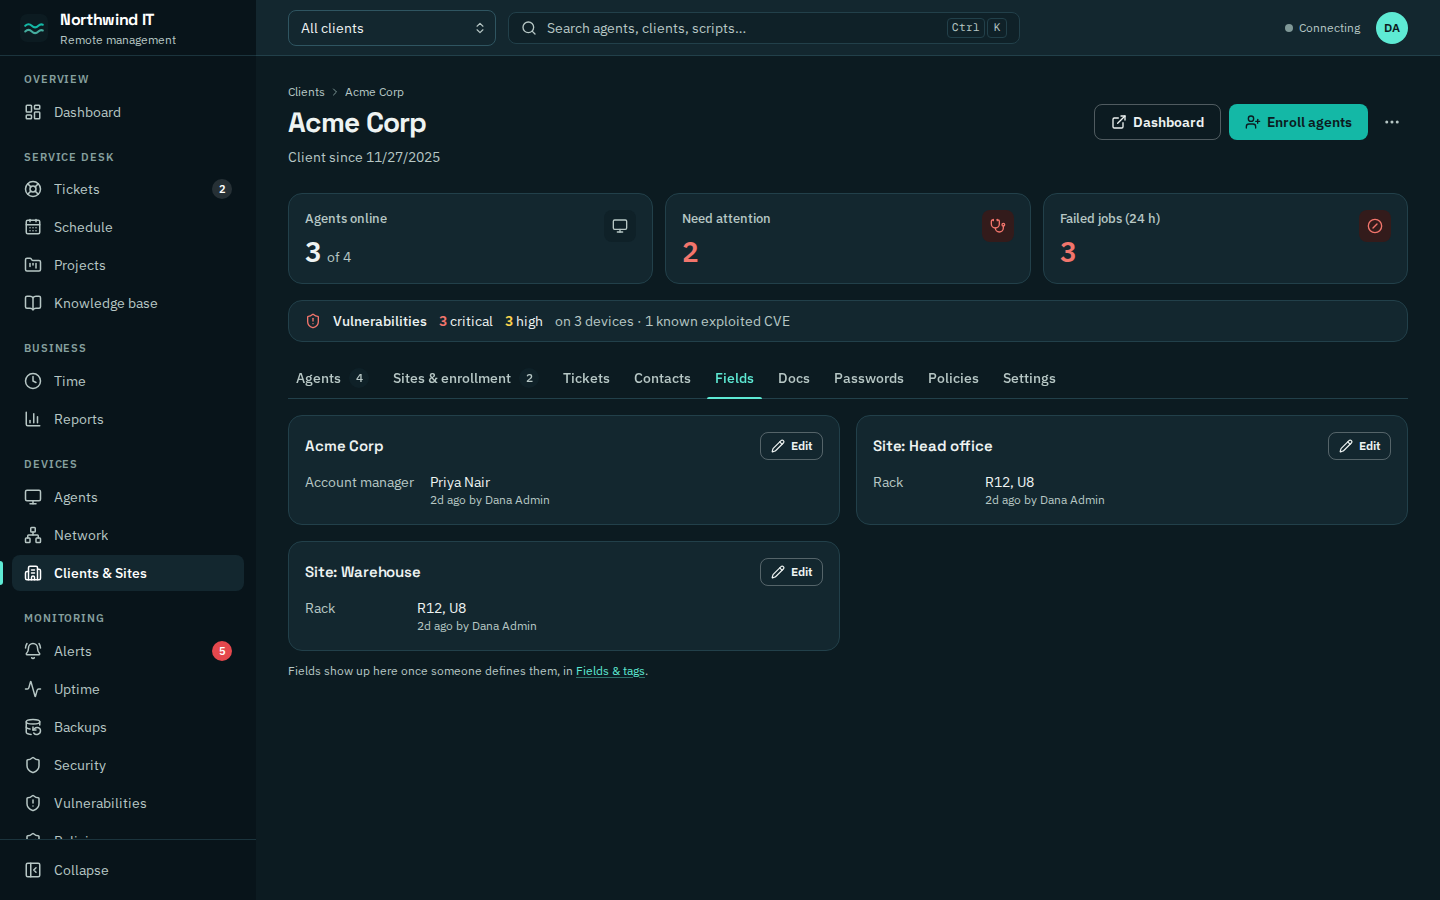 Northwind IT
Remote management
All clients
Search agents, clients, scripts...
Ctrl K
Connecting
DA
OVERVIEW
Dashboard
SERVICE DESK
Tickets 2
Schedule
Projects
Knowledge base
BUSINESS
Time
Reports
DEVICES
Agents
Network
Clients & Sites
MONITORING
Alerts 5
Uptime
Backups
Security
Vulnerabilities
Collapse
Clients > Acme Corp
Acme Corp
Client since 11/27/2025
Dashboard
Enroll agents
Agents online
3 of 4
Need attention
2
Failed jobs (24 h)
3
Vulnerabilities 3 critical 3 high on 3 devices · 1 known exploited CVE
Agents 4 Sites & enrollment 2 Tickets Contacts Fields Docs Passwords Policies Settings
Acme Corp
Edit
Account manager Priya Nair
2d ago by Dana Admin
Site: Head office
Edit
Rack R12, U8
2d ago by Dana Admin
Site: Warehouse
Edit
Rack R12, U8
2d ago by Dana Admin
Fields show up here once someone defines them, in Fields & tags.